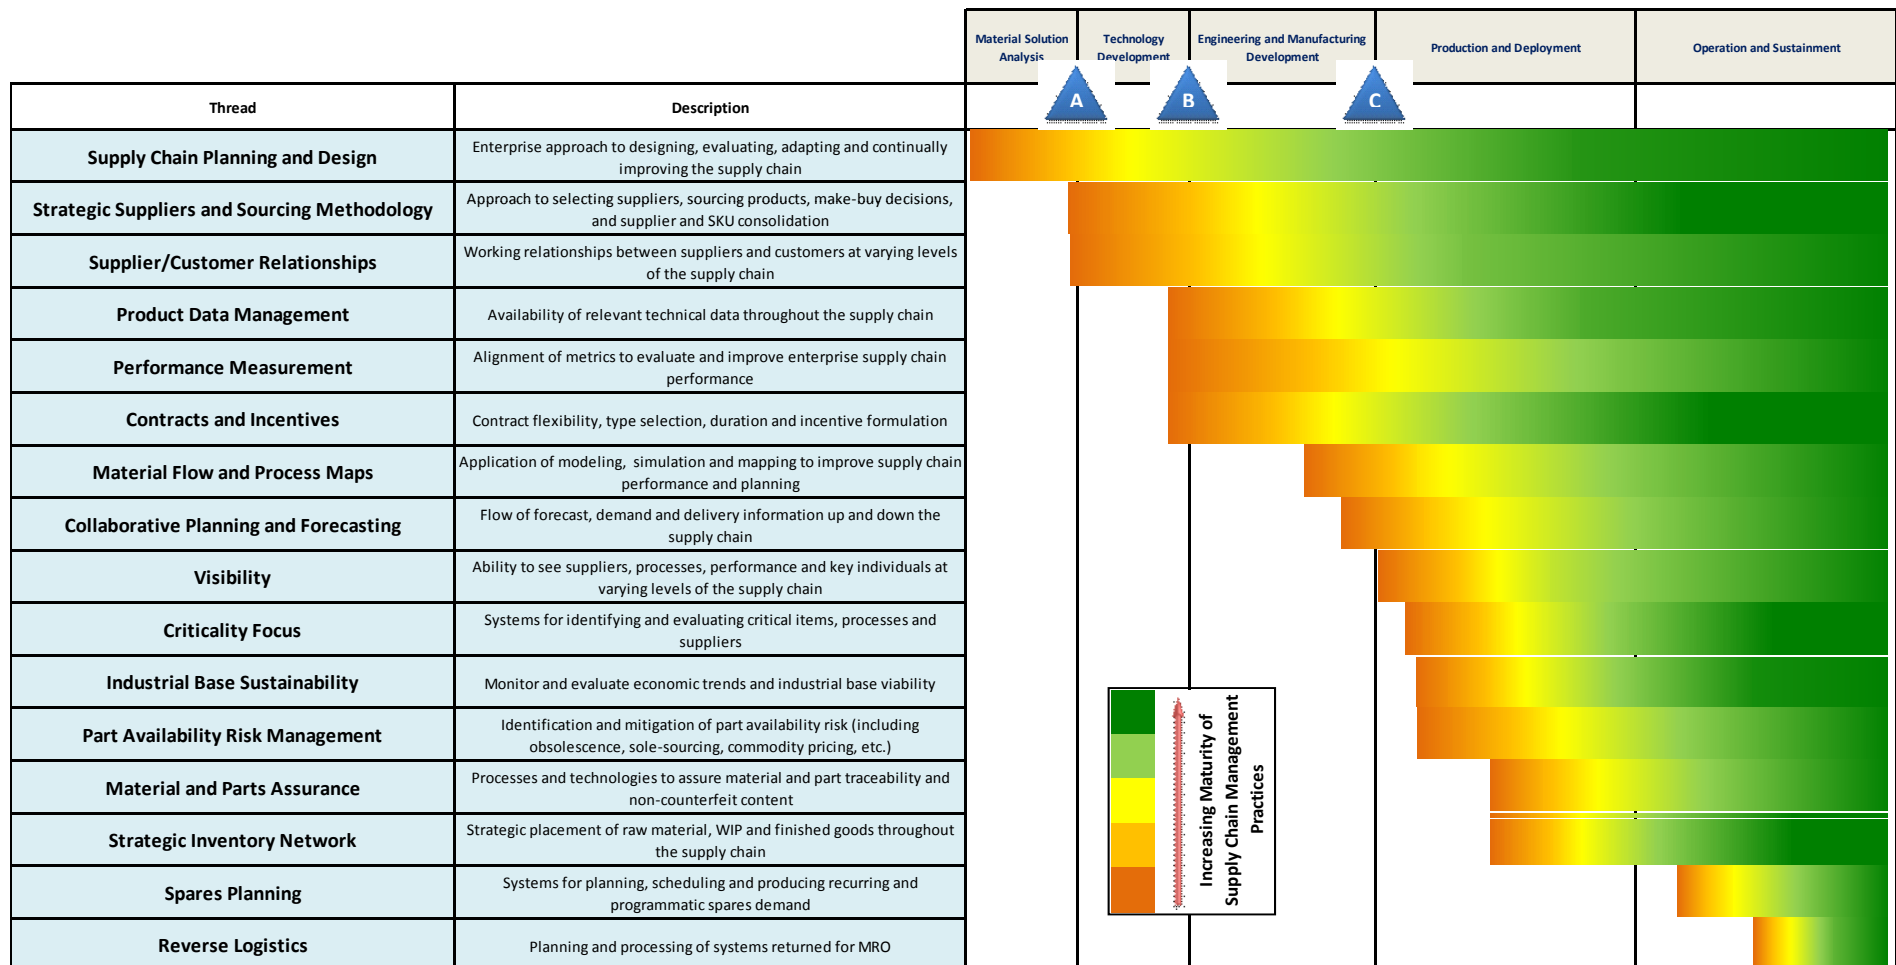 Material Solution
Analysis
Technology
Development
Engineering and Manufacturing
Development
Production and Deployment
Operation and Sustainment
Thread
Description
A
B
C
Supply Chain Planning and Design
Enterprise approach to designing, evaluating, adapting and continually
improving the supply chain
Strategic Suppliers and Sourcing Methodology
Approach to selecting suppliers, sourcing products, make-buy decisions,
and supplier and SKU consolidation
Supplier/Customer Relationships
Working relationships between suppliers and customers at varying levels
of the supply chain
Product Data Management
Availability of relevant technical data throughout the supply chain
Performance Measurement
Alignment of metrics to evaluate and improve enterprise supply chain
performance
Contracts and Incentives
Contract flexibility, type selection, duration and incentive formulation
Material Flow and Process Maps
Application of modeling, simulation and mapping to improve supply chain
performance and planning
Collaborative Planning and Forecasting
Flow of forecast, demand and delivery information up and down the
supply chain
Visibility
Ability to see suppliers, processes, performance and key individuals at
varying levels of the supply chain
Criticality Focus
Systems for identifying and evaluating critical items, processes and
suppliers
Industrial Base Sustainability
Monitor and evaluate economic trends and industrial base viability
Part Availability Risk Management
Identification and mitigation of part availability risk (including
obsolescence, sole-sourcing, commodity pricing, etc.)
Material and Parts Assurance
Processes and technologies to assure material and part traceability and
non-counterfeit content
Strategic Inventory Network
Strategic placement of raw material, WIP and finished goods throughout
the supply chain
Spares Planning
Systems for planning, scheduling and producing recurring and
programmatic spares demand
Reverse Logistics
Planning and processing of systems returned for MRO
Increasing Maturity of
Supply Chain Management
Practices